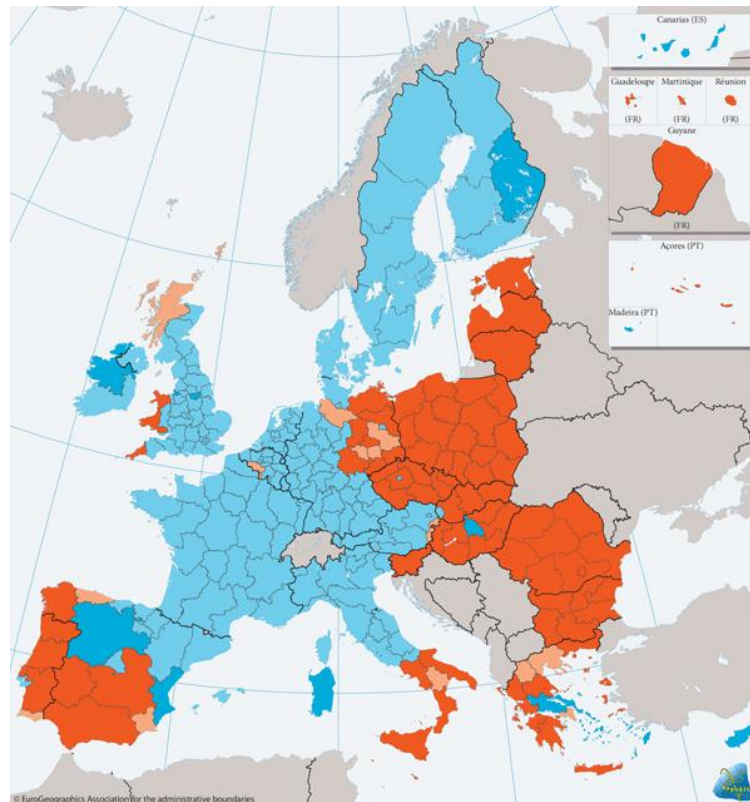 Canarias (ES)
Guadeloupe Martinique Réunion
(FR) (FR) (FR)
Guyane
(FR)
Açores (PT)
Madeira (PT)
© EuroGeographics Association for the administrative boundaries